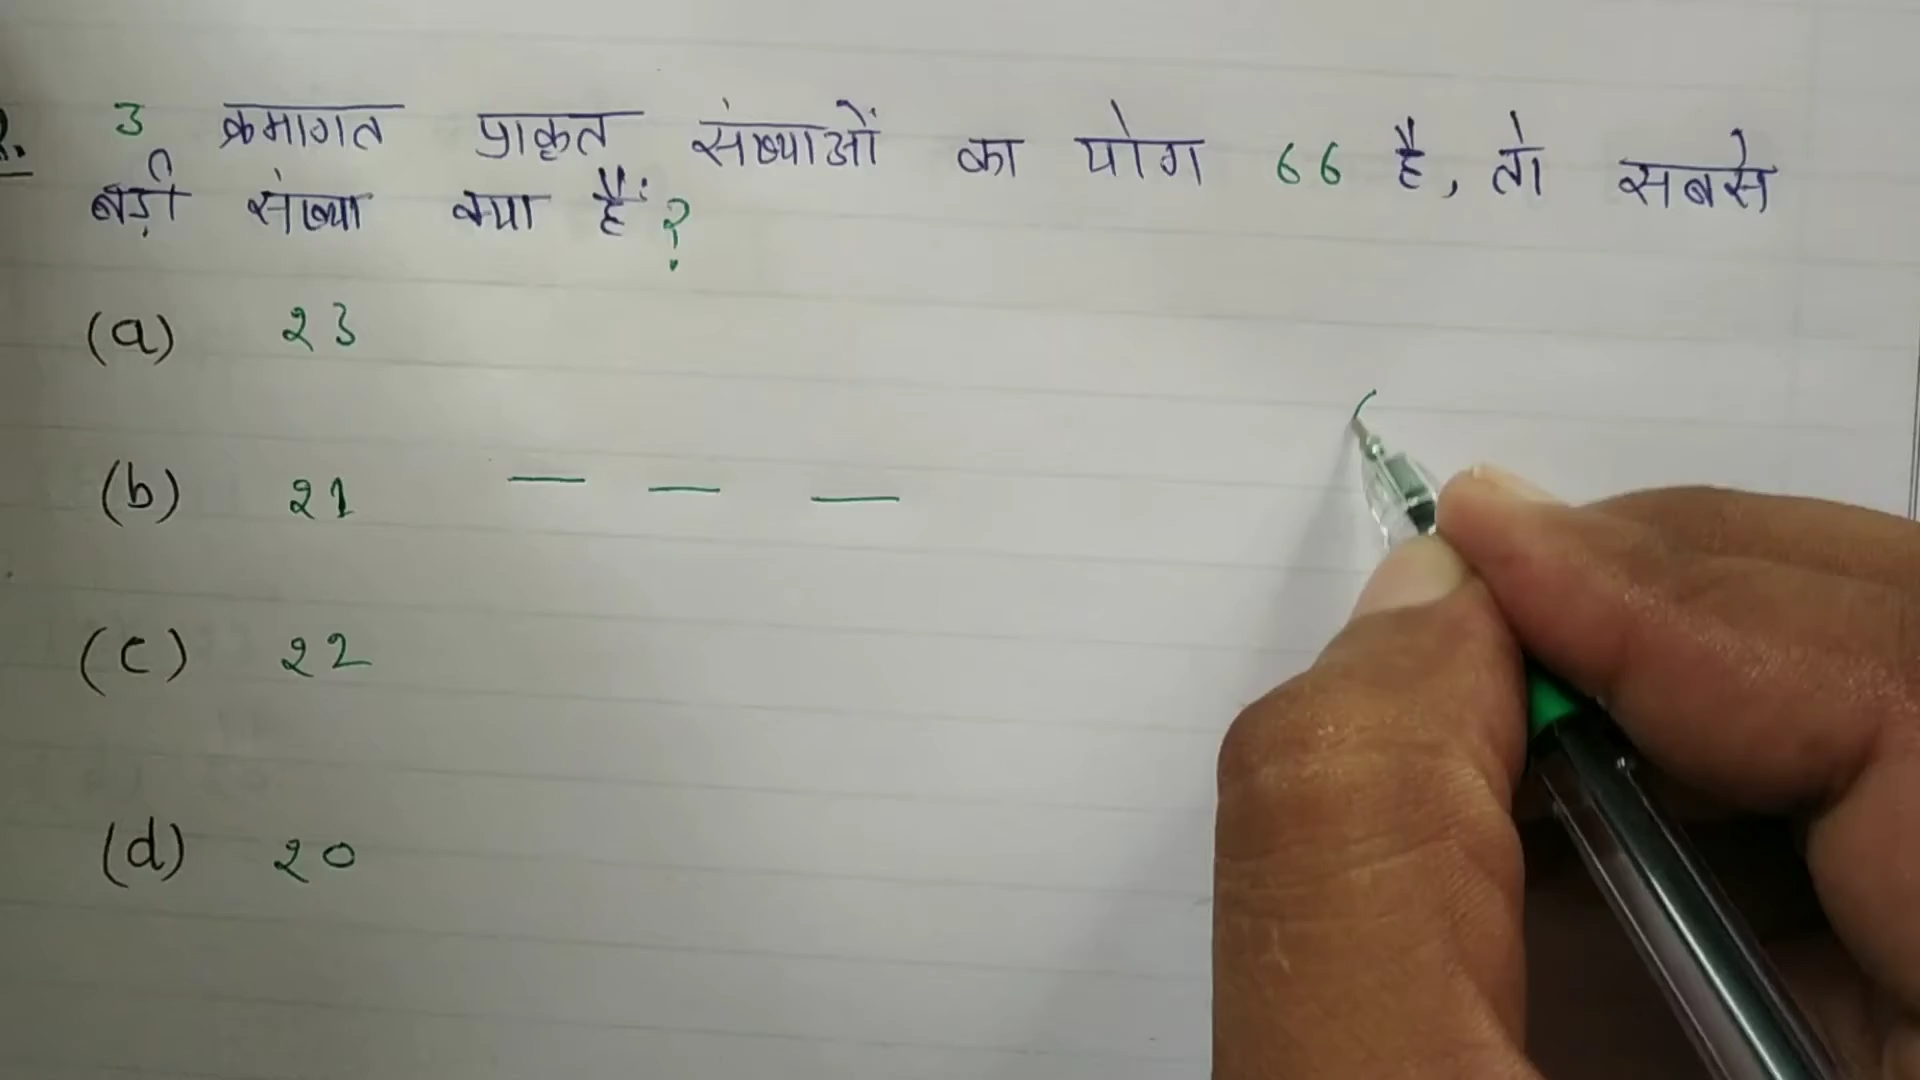 3 क्रमागत प्राकृत संख्याओं का योग 66 है, तो सबसे
बड़ी संख्या क्या है ?
(a) 23
(b) 21 — — —
(c) 22
(d) 20